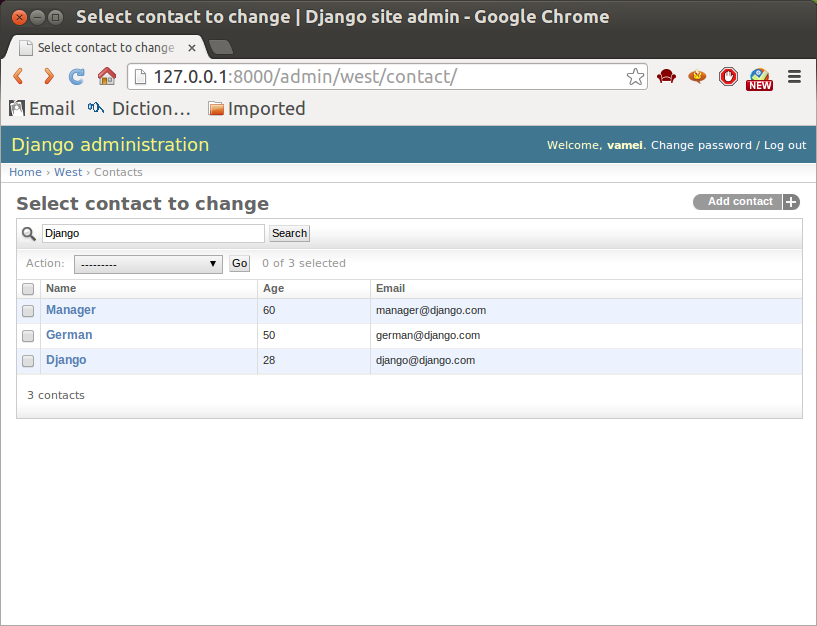 Select contact to change | Django site admin - Google Chrome
Select contact to change
127.0.0.1:8000/admin/west/contact/
NEW
Email Diction... Imported
Django administration
Welcome, vamei. Change password / Log out
Home › West › Contacts
Select contact to change
Add contact +
Django Search
Action: --------- Go 0 of 3 selected
Name Age Email
Manager 60 manager@django.com
German 50 german@django.com
Django 28 django@django.com
3 contacts